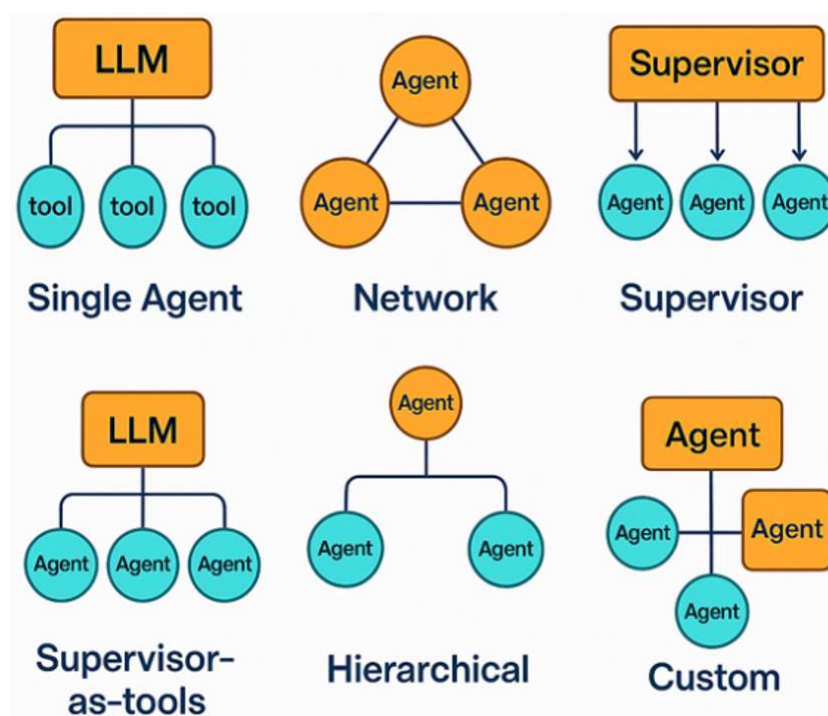 LLM
tool tool tool
Single Agent
Agent
Agent Agent
Network
Supervisor
Agent Agent Agent
Supervisor
LLM
Agent Agent Agent
Supervisor-
as-tools
Agent
Agent Agent
Hierarchical
Agent
Agent Agent
Agent
Custom